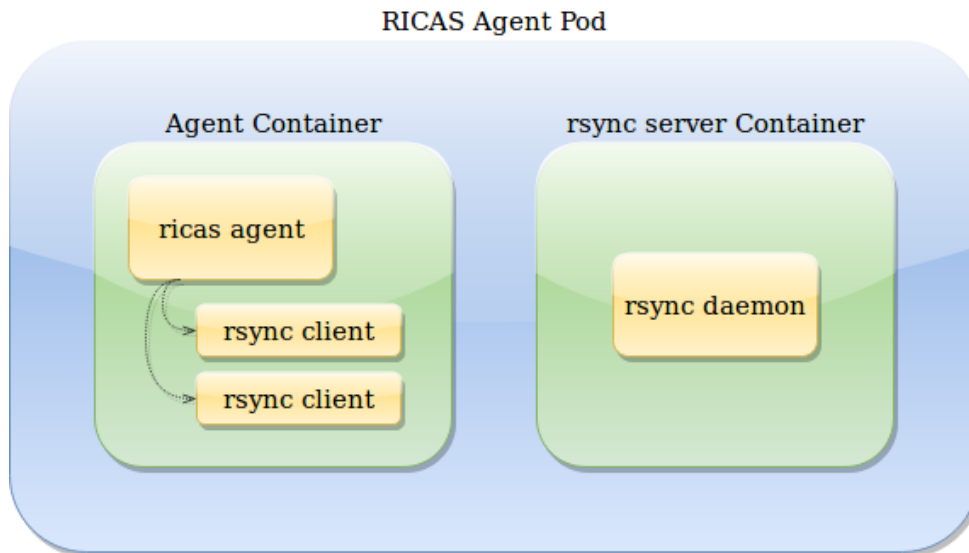 RICAS Agent Pod
Agent Container
rsync server Container
ricas agent
rsync client
rsync client
rsync daemon